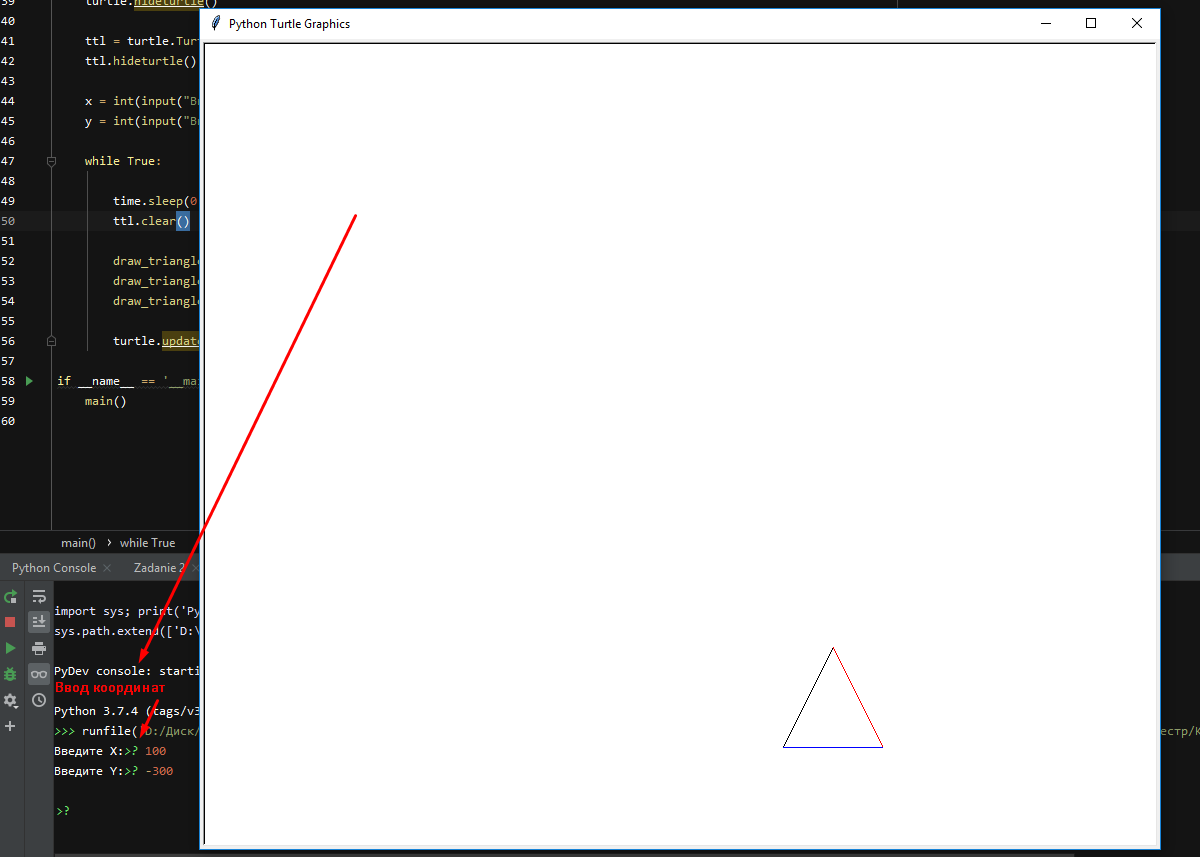 39 turtle.hideturtle()
Python Turtle Graphics
40
41 ttl = turtle.Tur
42 ttl.hideturtle()
43
44 x = int(input("В
45 y = int(input("В
46
47 while True:
48
49 time.sleep(0
50 ttl.clear()
51
52 draw_triangl
53 draw_triangl
54 draw_triangl
55
56 turtle.updat
57
58 if __name__ == '__ma
59 main()
60
main() › while True
Python Console × Zadanie 2 ×
import sys; print('Py
sys.path.extend(['D:\
PyDev console: starti
Ввод координат
Python 3.7.4 (tags/v3
>>> runfile('D:/Диск/
естр/К
Введите X:>? 100
Введите Y:>? -300
>?